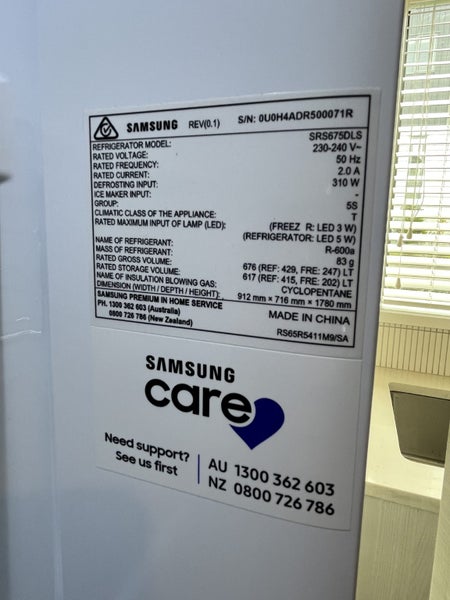 SAMSUNG REV(0.1) S/N: 0U0H4ADR500071R
REFRIGERATOR MODEL: SRS675DLS
RATED VOLTAGE: 230-240 V~
RATED FREQUENCY: 50 Hz
RATED CURRENT: 2.0 A
DEFROSTING INPUT: 310 W
ICE MAKER INPUT: -
GROUP: 5S
CLIMATIC CLASS OF THE APPLIANCE: T
RATED MAXIMUM INPUT OF LAMP (LED): (FREEZ R: LED 3 W)
(REFRIGERATOR: LED 5 W)
NAME OF REFRIGERANT: R-600a
MASS OF REFRIGERANT: 83 g
RATED GROSS VOLUME: 676 (REF: 429, FRE: 247) LT
RATED STORAGE VOLUME: 617 (REF: 415, FRE: 202) LT
NAME OF INSULATION BLOWING GAS: CYCLOPENTANE
DIMENSION (WIDTH / DEPTH / HEIGHT): 912 mm × 716 mm × 1780 mm
SAMSUNG PREMIUM IN HOME SERVICE
PH. 1300 362 603 (Australia) MADE IN CHINA
0800 726 786 (New Zealand)
RS65R5411M9/SA
SAMSUNG
care
Need support? AU 1300 362 603
See us first NZ 0800 726 786